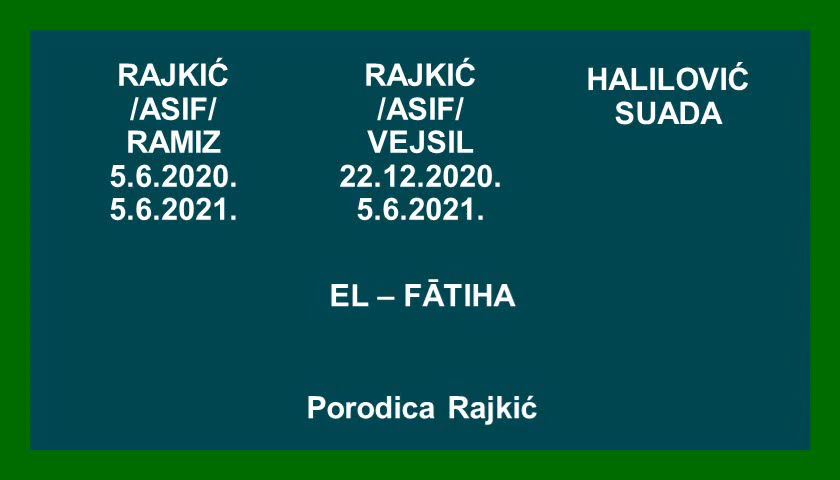 RAJKIĆ
/ASIF/
RAMIZ
5.6.2020.
5.6.2021.
RAJKIĆ
/ASIF/
VEJSIL
22.12.2020.
5.6.2021.
HALILOVIĆ
SUADA
EL – FĀTIHA
Porodica Rajkić